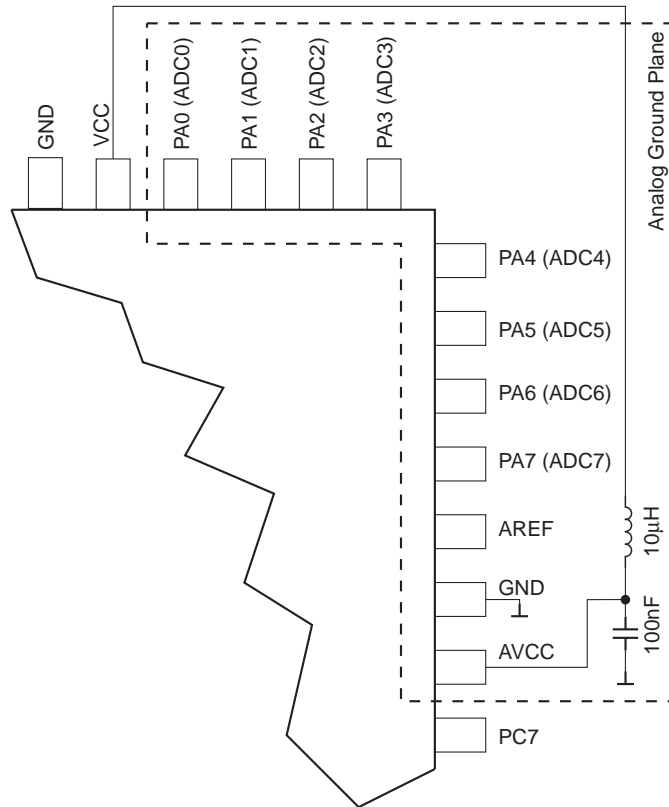 GND
VCC
PA0 (ADC0)
PA1 (ADC1)
PA2 (ADC2)
PA3 (ADC3)
Analog Ground Plane
PA4 (ADC4)
PA5 (ADC5)
PA6 (ADC6)
PA7 (ADC7)
AREF
10μH
GND
AVCC
100nF
PC7